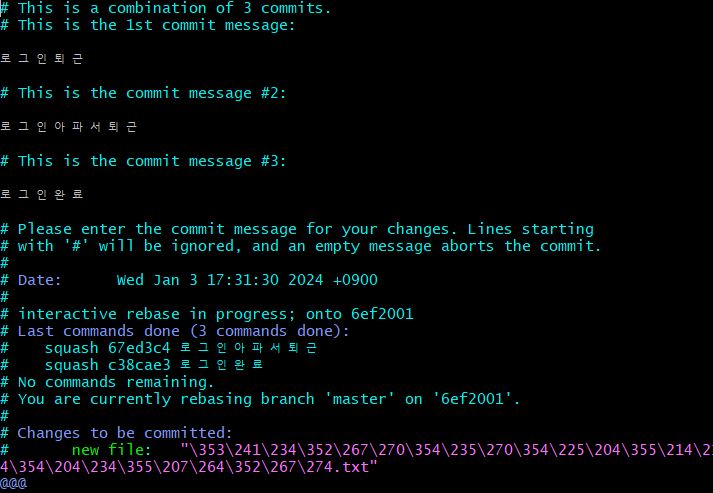 # This is a combination of 3 commits.
# This is the 1st commit message:
로그인퇴근
# This is the commit message #2:
로그인아파서퇴근
# This is the commit message #3:
로그인완료
# Please enter the commit message for your changes. Lines starting
# with '#' will be ignored, and an empty message aborts the commit.
#
# Date:      Wed Jan 3 17:31:30 2024 +0900
#
# interactive rebase in progress; onto 6ef2001
# Last commands done (3 commands done):
#    squash 67ed3c4 로그인아파서퇴근
#    squash c38cae3 로그인완료
# No commands remaining.
# You are currently rebasing branch 'master' on '6ef2001'.
#
# Changes to be committed:
#       new file:   "\353\241\234\352\267\270\354\235\270\354\225\204\355\214\2
4\354\204\234\355\207\264\352\267\274.txt"
@@@